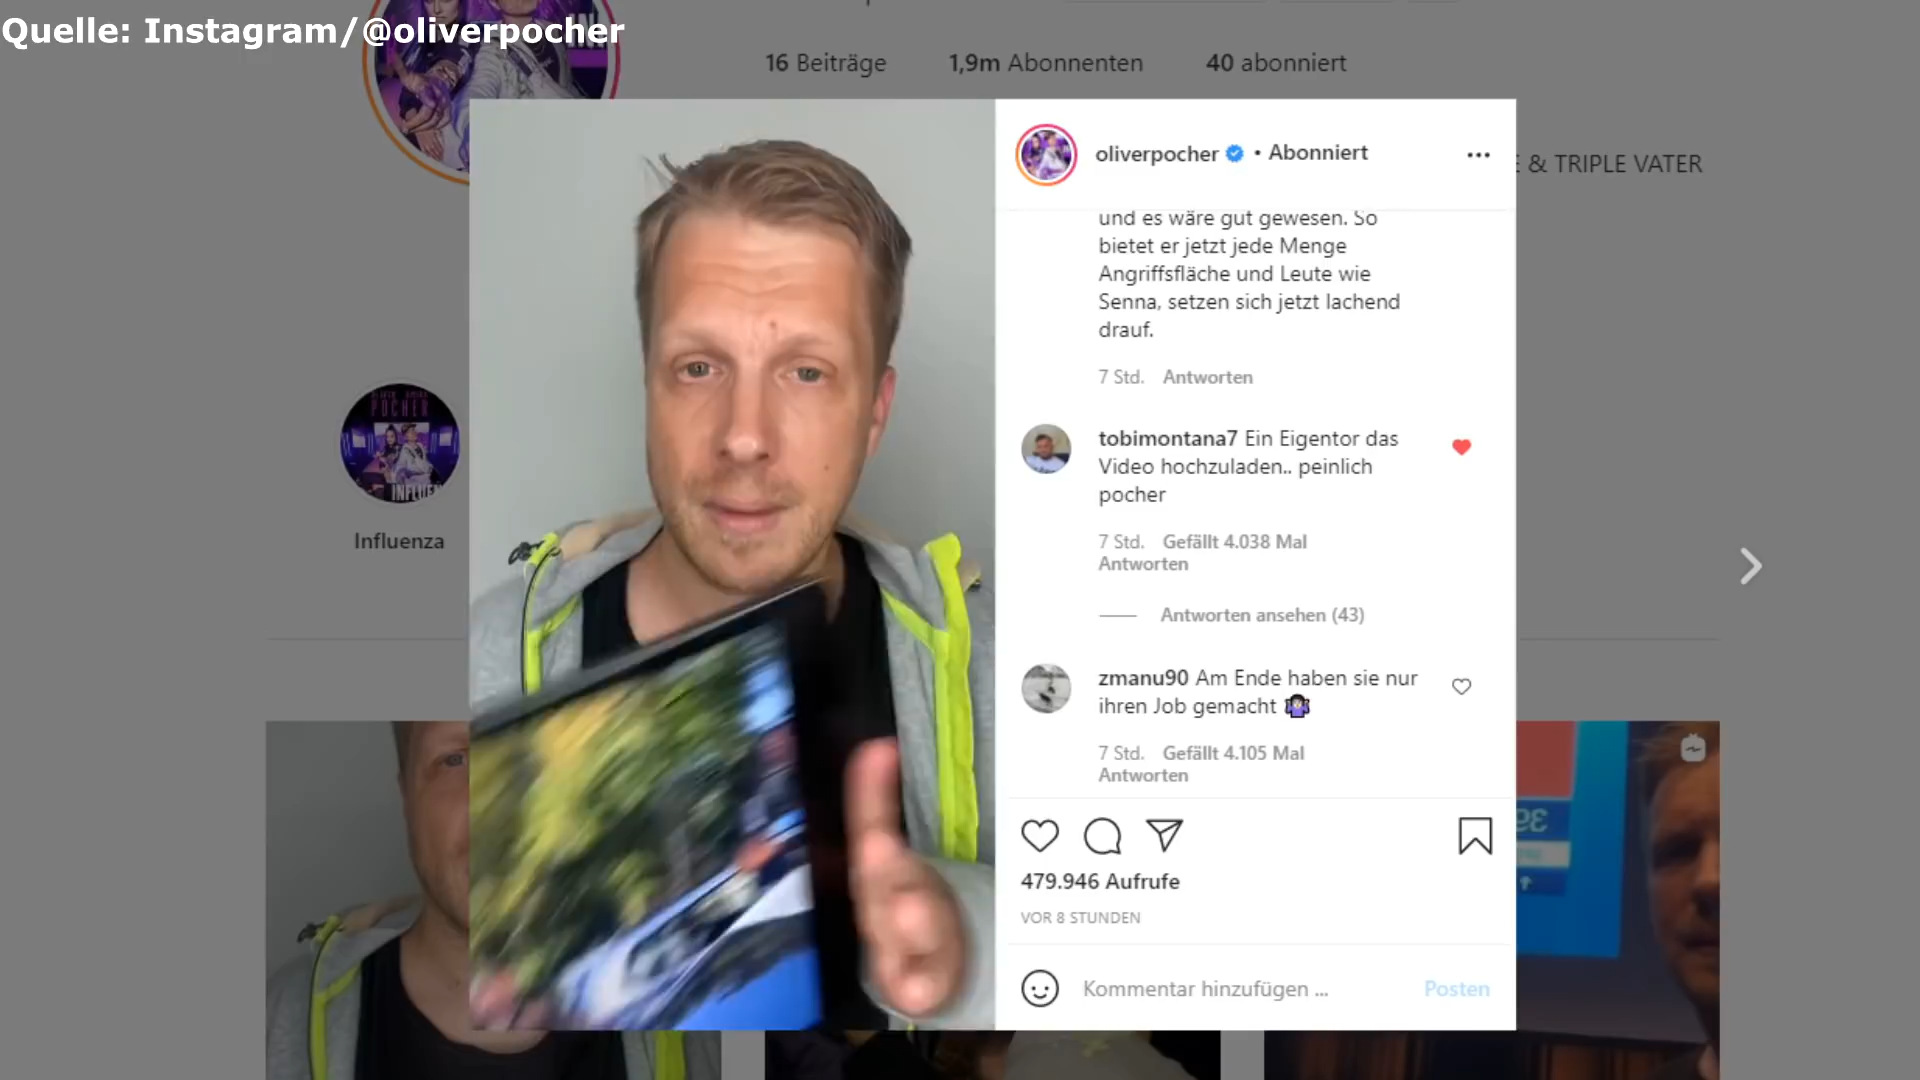 Quelle: Instagram/@oliverpocher
16 Beiträge 1,9m Abonnenten 40 abonniert
& TRIPLE VATER
oliverpocher • Abonniert
und es wäre gut gewesen. So
bietet er jetzt jede Menge
Angriffsfläche und Leute wie
Senna, setzen sich jetzt lachend
drauf.
7 Std. Antworten
POCHER
INFLUEN
Influenza
tobimontana7 Ein Eigentor das
Video hochzuladen.. peinlich
pocher
7 Std. Gefällt 4.038 Mal
Antworten
Antworten ansehen (43)
zmanu90 Am Ende haben sie nur
ihren Job gemacht 🤷🏻‍♀️
7 Std. Gefällt 4.105 Mal
Antworten
479.946 Aufrufe
VOR 8 STUNDEN
Kommentar hinzufügen ...
Posten